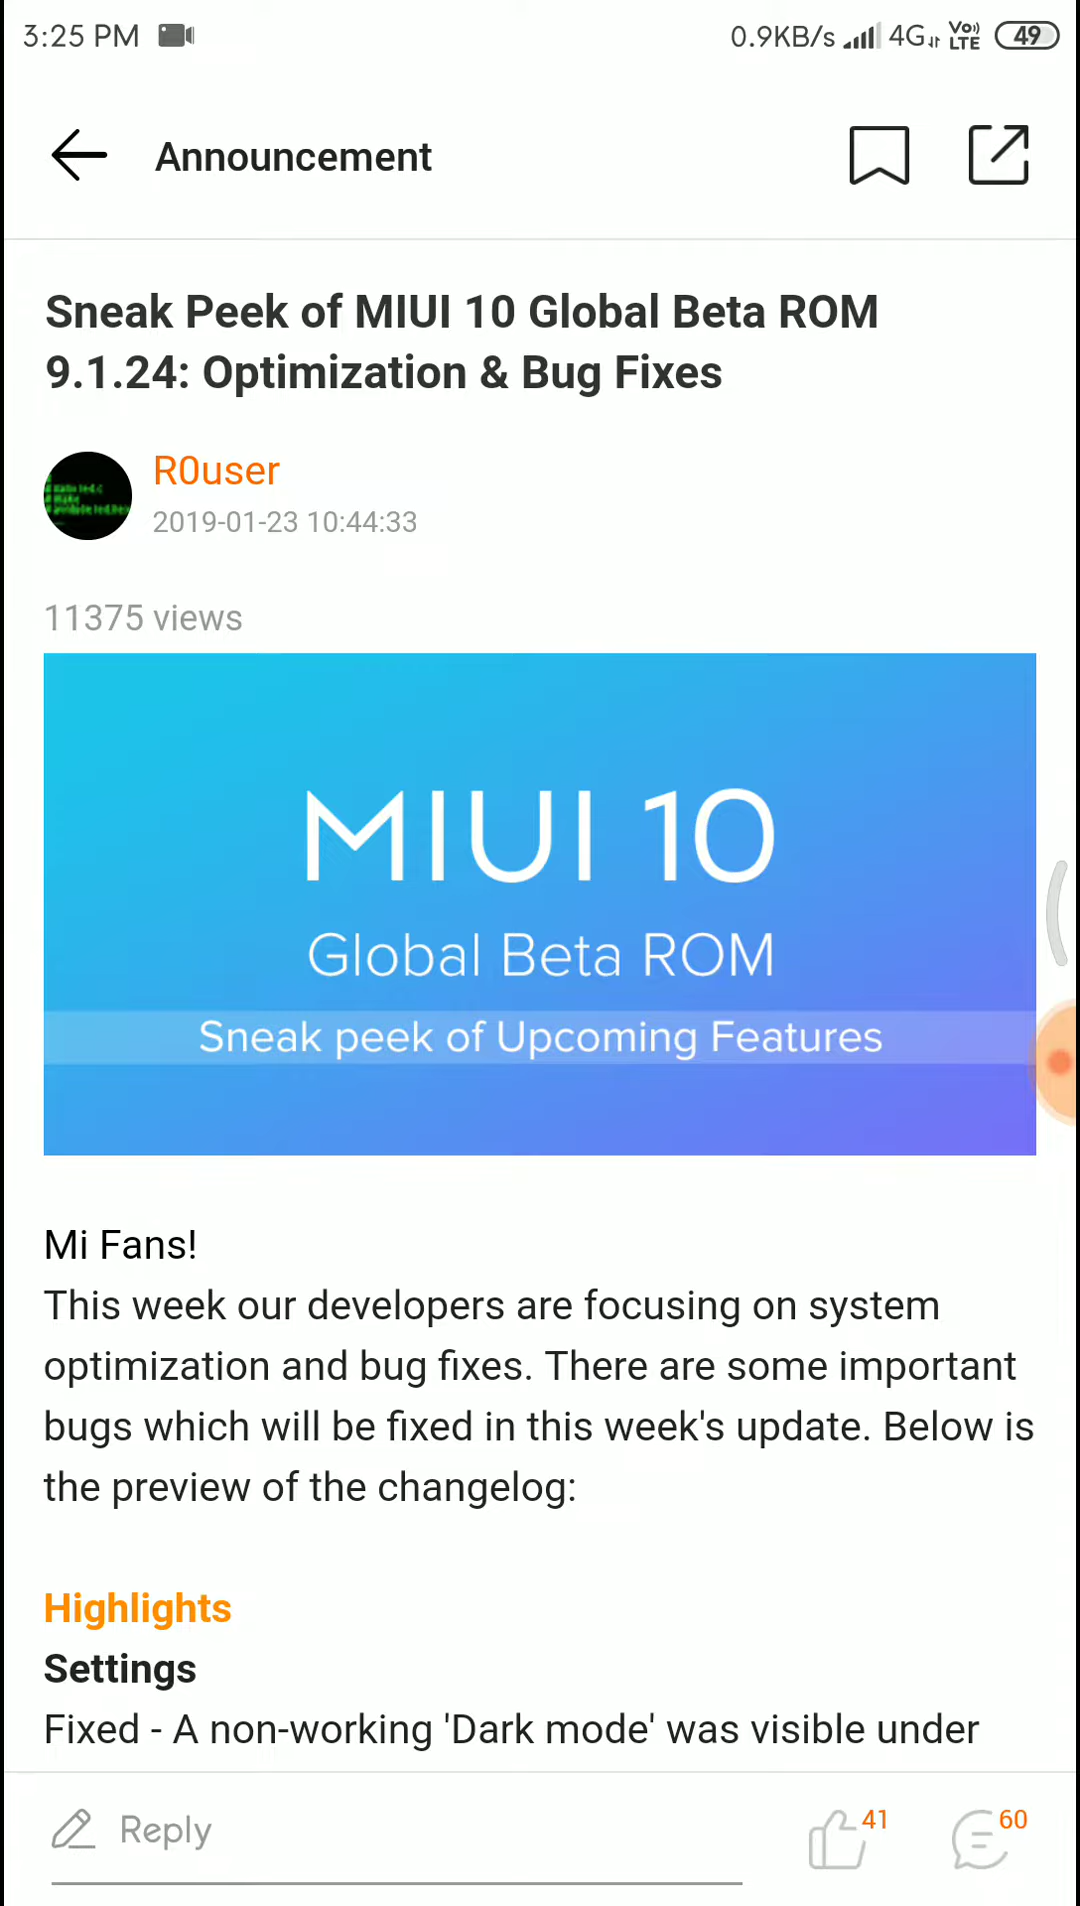 3:25 PM 0.9KB/s 4G Vo)) LTE 49
Announcement
Sneak Peek of MIUI 10 Global Beta ROM
9.1.24: Optimization & Bug Fixes
R0user
2019-01-23 10:44:33
11375 views
MIUI 10
Global Beta ROM
Sneak peek of Upcoming Features
Mi Fans!
This week our developers are focusing on system
optimization and bug fixes. There are some important
bugs which will be fixed in this week's update. Below is
the preview of the changelog:
Highlights
Settings
Fixed - A non-working 'Dark mode' was visible under
Reply 41 60